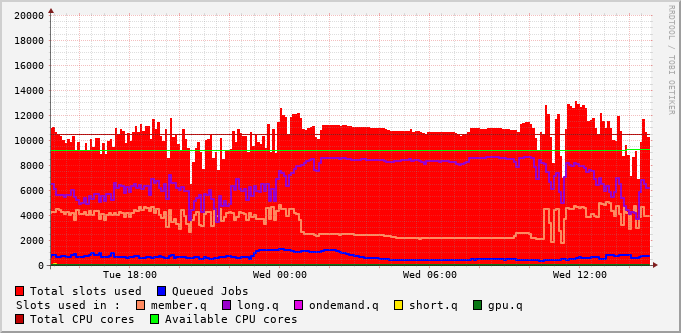 20000
18000
16000
14000
12000
10000
8000
6000
4000
2000
0
Tue 18:00 Wed 00:00 Wed 06:00 Wed 12:00
RRDTOOL / TOBI OETIKER
Total slots used Queued Jobs
Slots used in : member.q long.q ondemand.q short.q gpu.q
Total CPU cores Available CPU cores